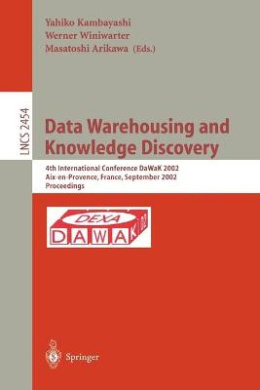 Yahiko Kambayashi
Werner Winiwarter
Masatoshi Arikawa (Eds.)
LNCS 2454
Data Warehousing and
Knowledge Discovery
4th International Conference DaWaK 2002
Aix-en-Provence, France, September 2002
Proceedings
DEXA
DAWAK/02
Springer